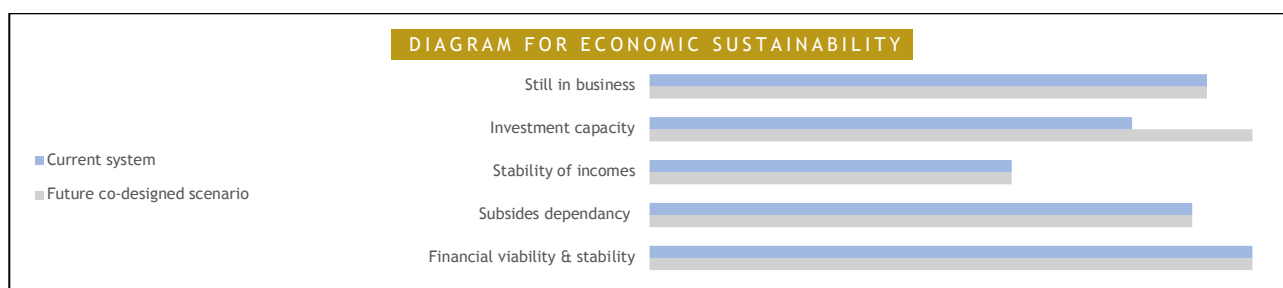 DIAGRAM FOR ECONOMIC SUSTAINABILITY
Still in business
Investment capacity
Current system
Stability of incomes
Future co-designed scenario
Subsides dependancy
Financial viability & stability